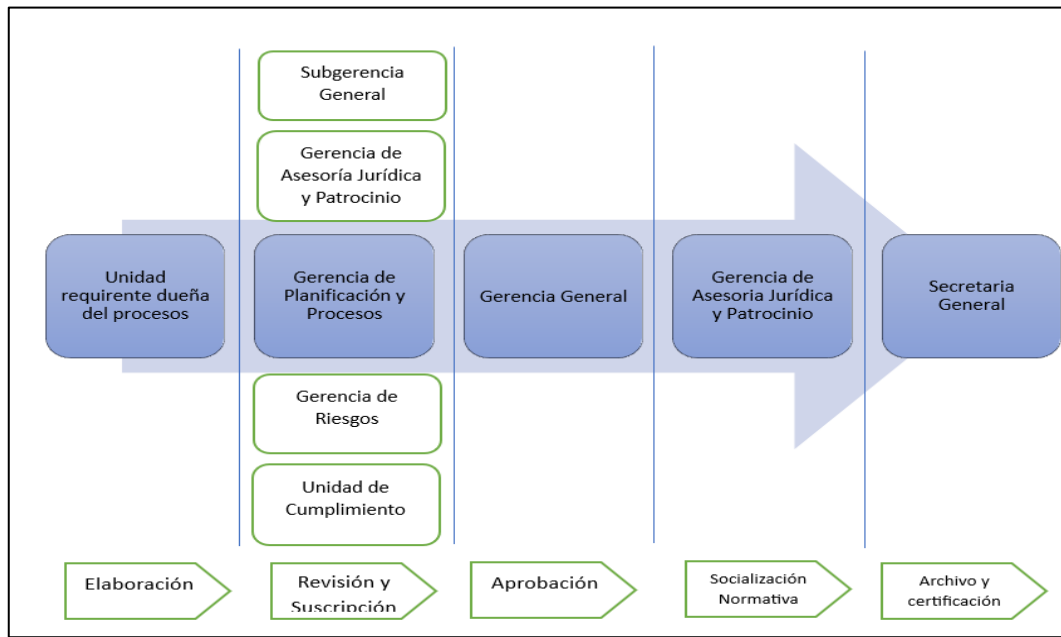 Subgerencia
General
Gerencia de
Asesoría Jurídica
y Patrocinio
Unidad
requirente dueña
del procesos
Gerencia de
Planificación y
Procesos
Gerencia General
Gerencia de
Asesoria Jurídica
y Patrocinio
Secretaria
General
Gerencia de
Riesgos
Unidad de
Cumplimiento
Elaboración
Revisión y
Suscripción
Aprobación
Socialización
Normativa
Archivo y
certificación